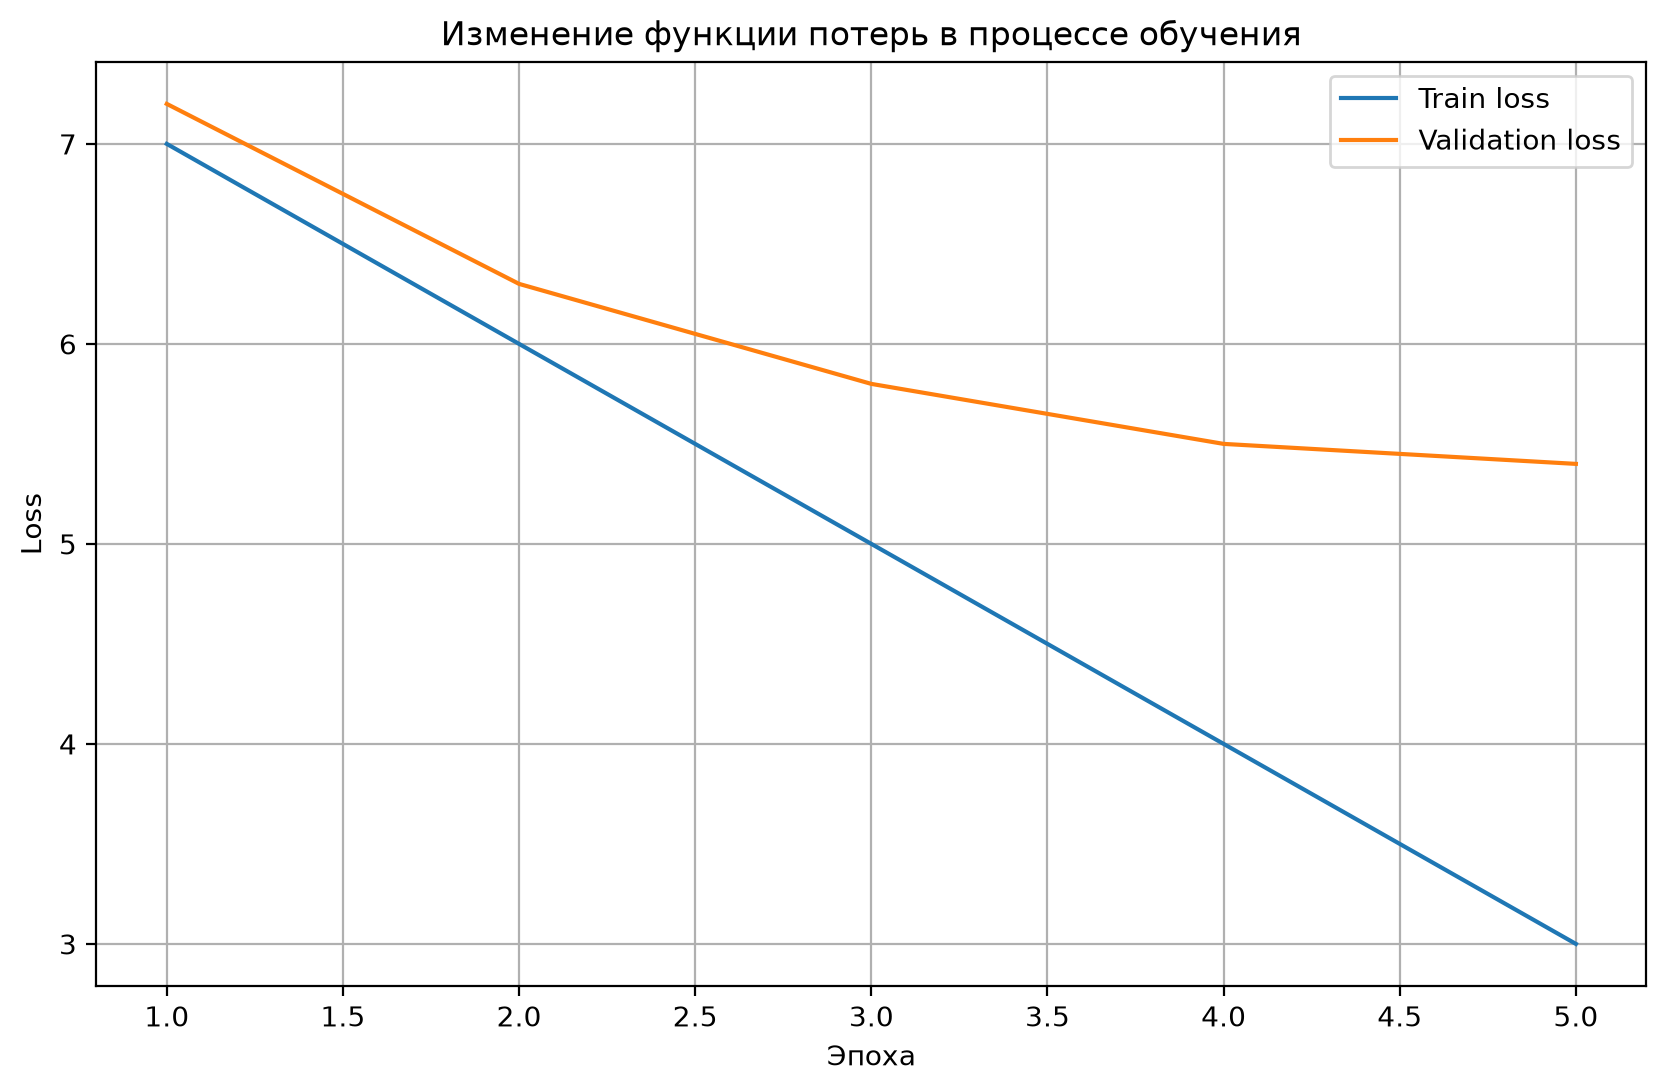 Изменение функции потерь в процессе обучения
Train loss
Validation loss
7
6
5
4
3
Loss
1.0 1.5 2.0 2.5 3.0 3.5 4.0 4.5 5.0
Эпоха